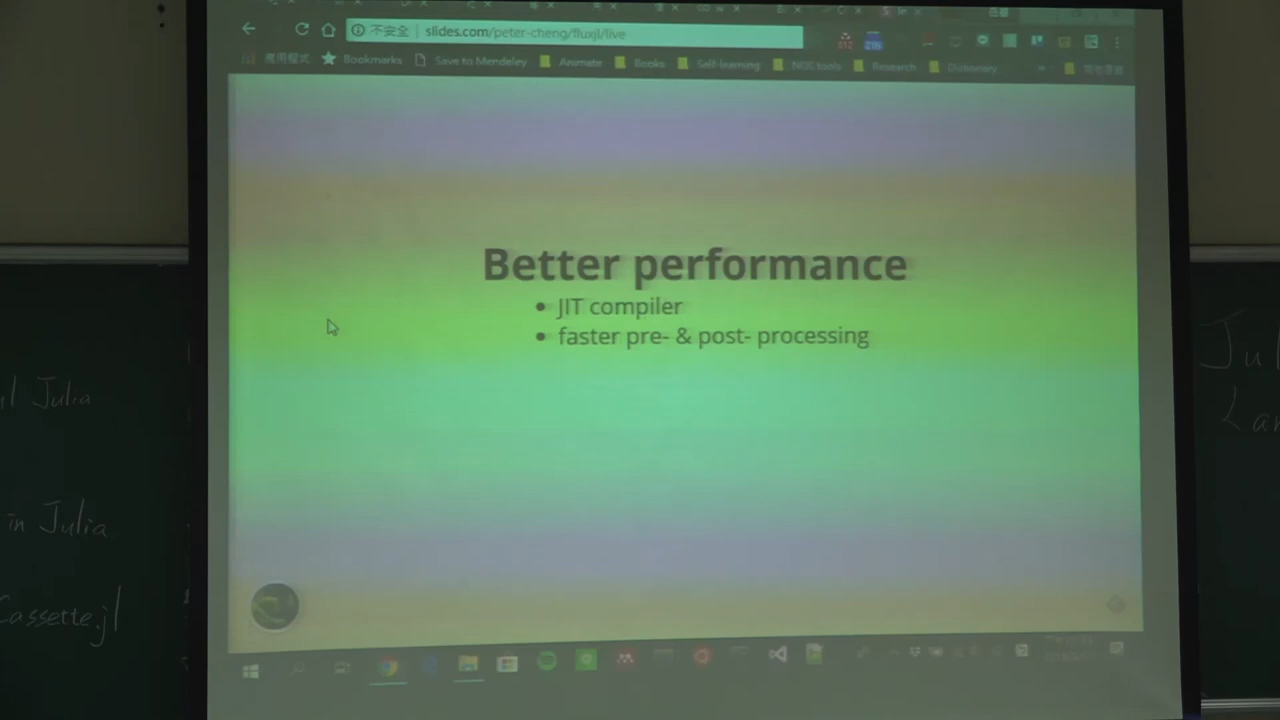 不安全 slides.com/peter-cheng/fluxjl/live
應用程式 Bookmarks Save to Mendeley Animate Books Self-learning NGS tools Research Dictionary »
Better performance
• JIT compiler
• faster pre- & post- processing
Julia
in Julia
Cassette.jl